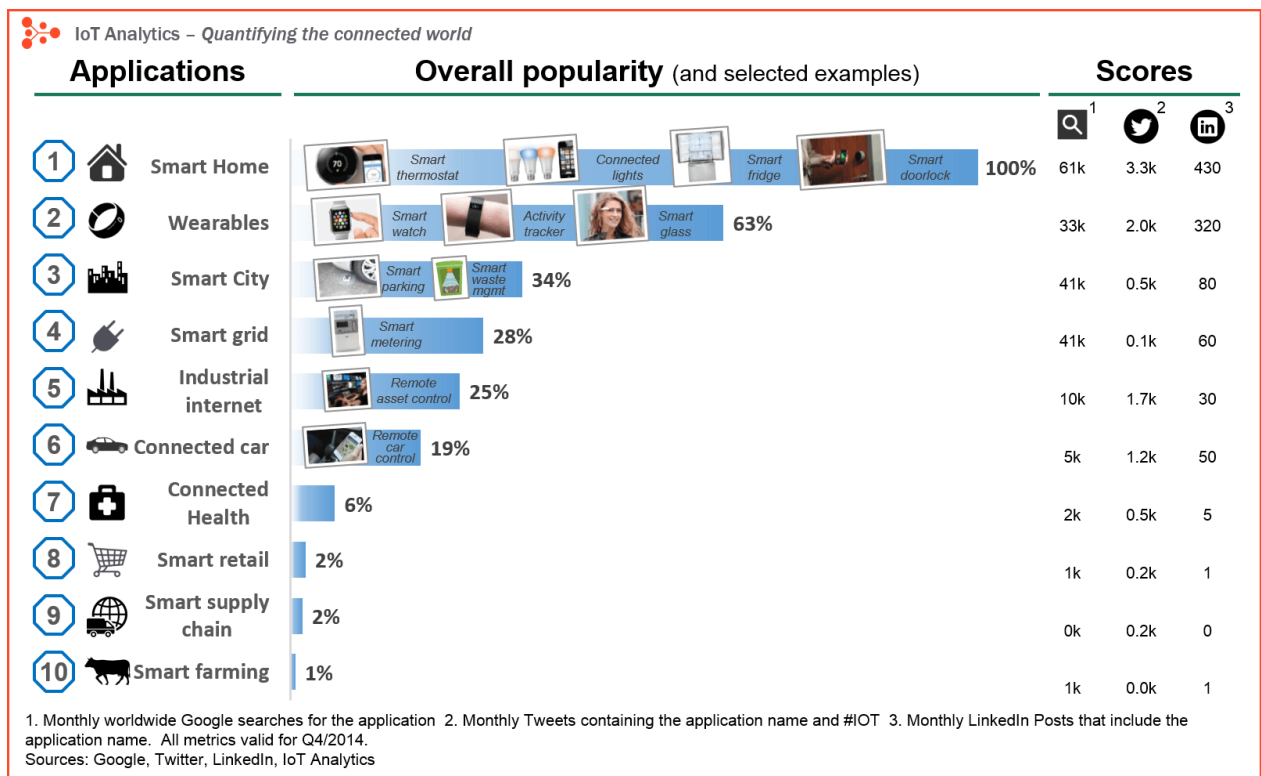 IoT Analytics – Quantifying the connected world
Applications
Overall popularity (and selected examples)
Scores
1 2 3
1 Smart Home Smart thermostat Connected lights Smart fridge Smart doorlock 100% 61k 3.3k 430
2 Wearables Smart watch Activity tracker Smart glass 63% 33k 2.0k 320
3 Smart City Smart parking Smart waste mgmt 34% 41k 0.5k 80
4 Smart grid Smart metering 28% 41k 0.1k 60
5 Industrial internet Remote asset control 25% 10k 1.7k 30
6 Connected car Remote car control 19% 5k 1.2k 50
7 Connected Health 6% 2k 0.5k 5
8 Smart retail 2% 1k 0.2k 1
9 Smart supply chain 2% 0k 0.2k 0
10 Smart farming 1% 1k 0.0k 1
1. Monthly worldwide Google searches for the application 2. Monthly Tweets containing the application name and #IOT 3. Monthly LinkedIn Posts that include the
application name. All metrics valid for Q4/2014.
Sources: Google, Twitter, LinkedIn, IoT Analytics